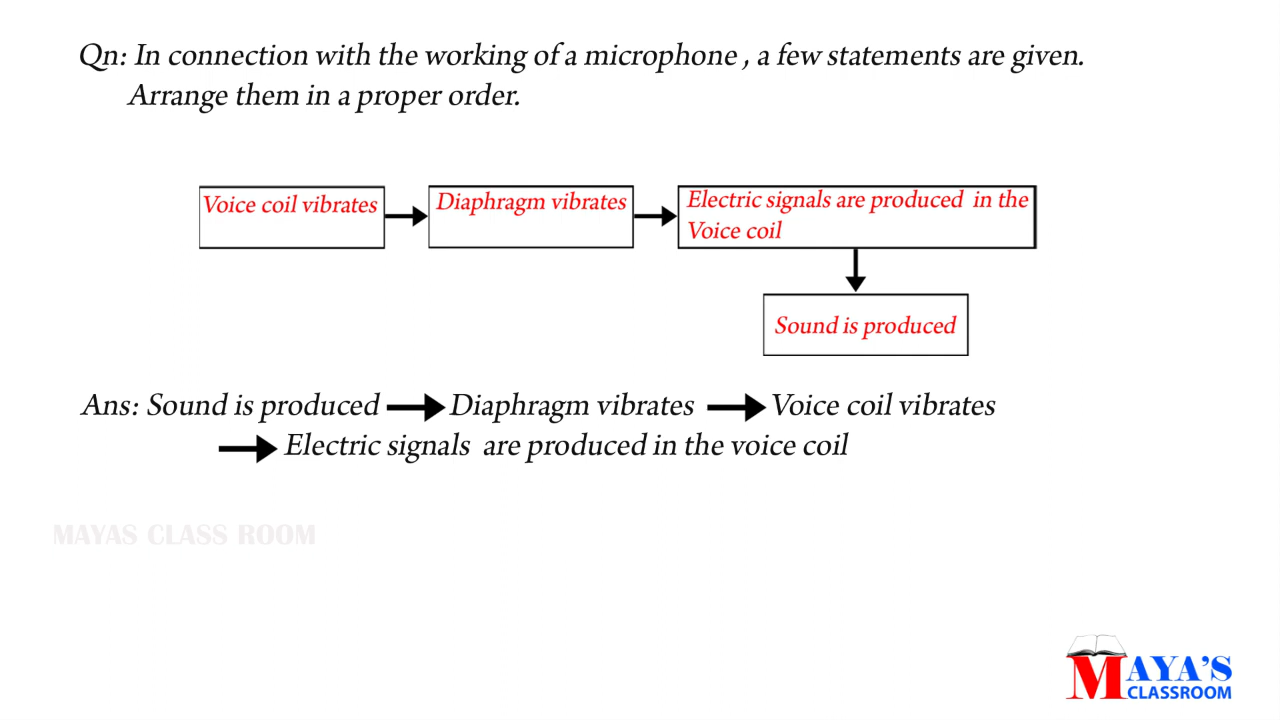 Qn: In connection with the working of a microphone , a few statements are given.
Arrange them in a proper order.
Voice coil vibrates
Diaphragm vibrates
Electric signals are produced in the
Voice coil
Sound is produced
Ans: Sound is produced → Diaphragm vibrates → Voice coil vibrates
→ Electric signals are produced in the voice coil
MAYAS CLASS ROOM
MAYA'S
CLASSROOM